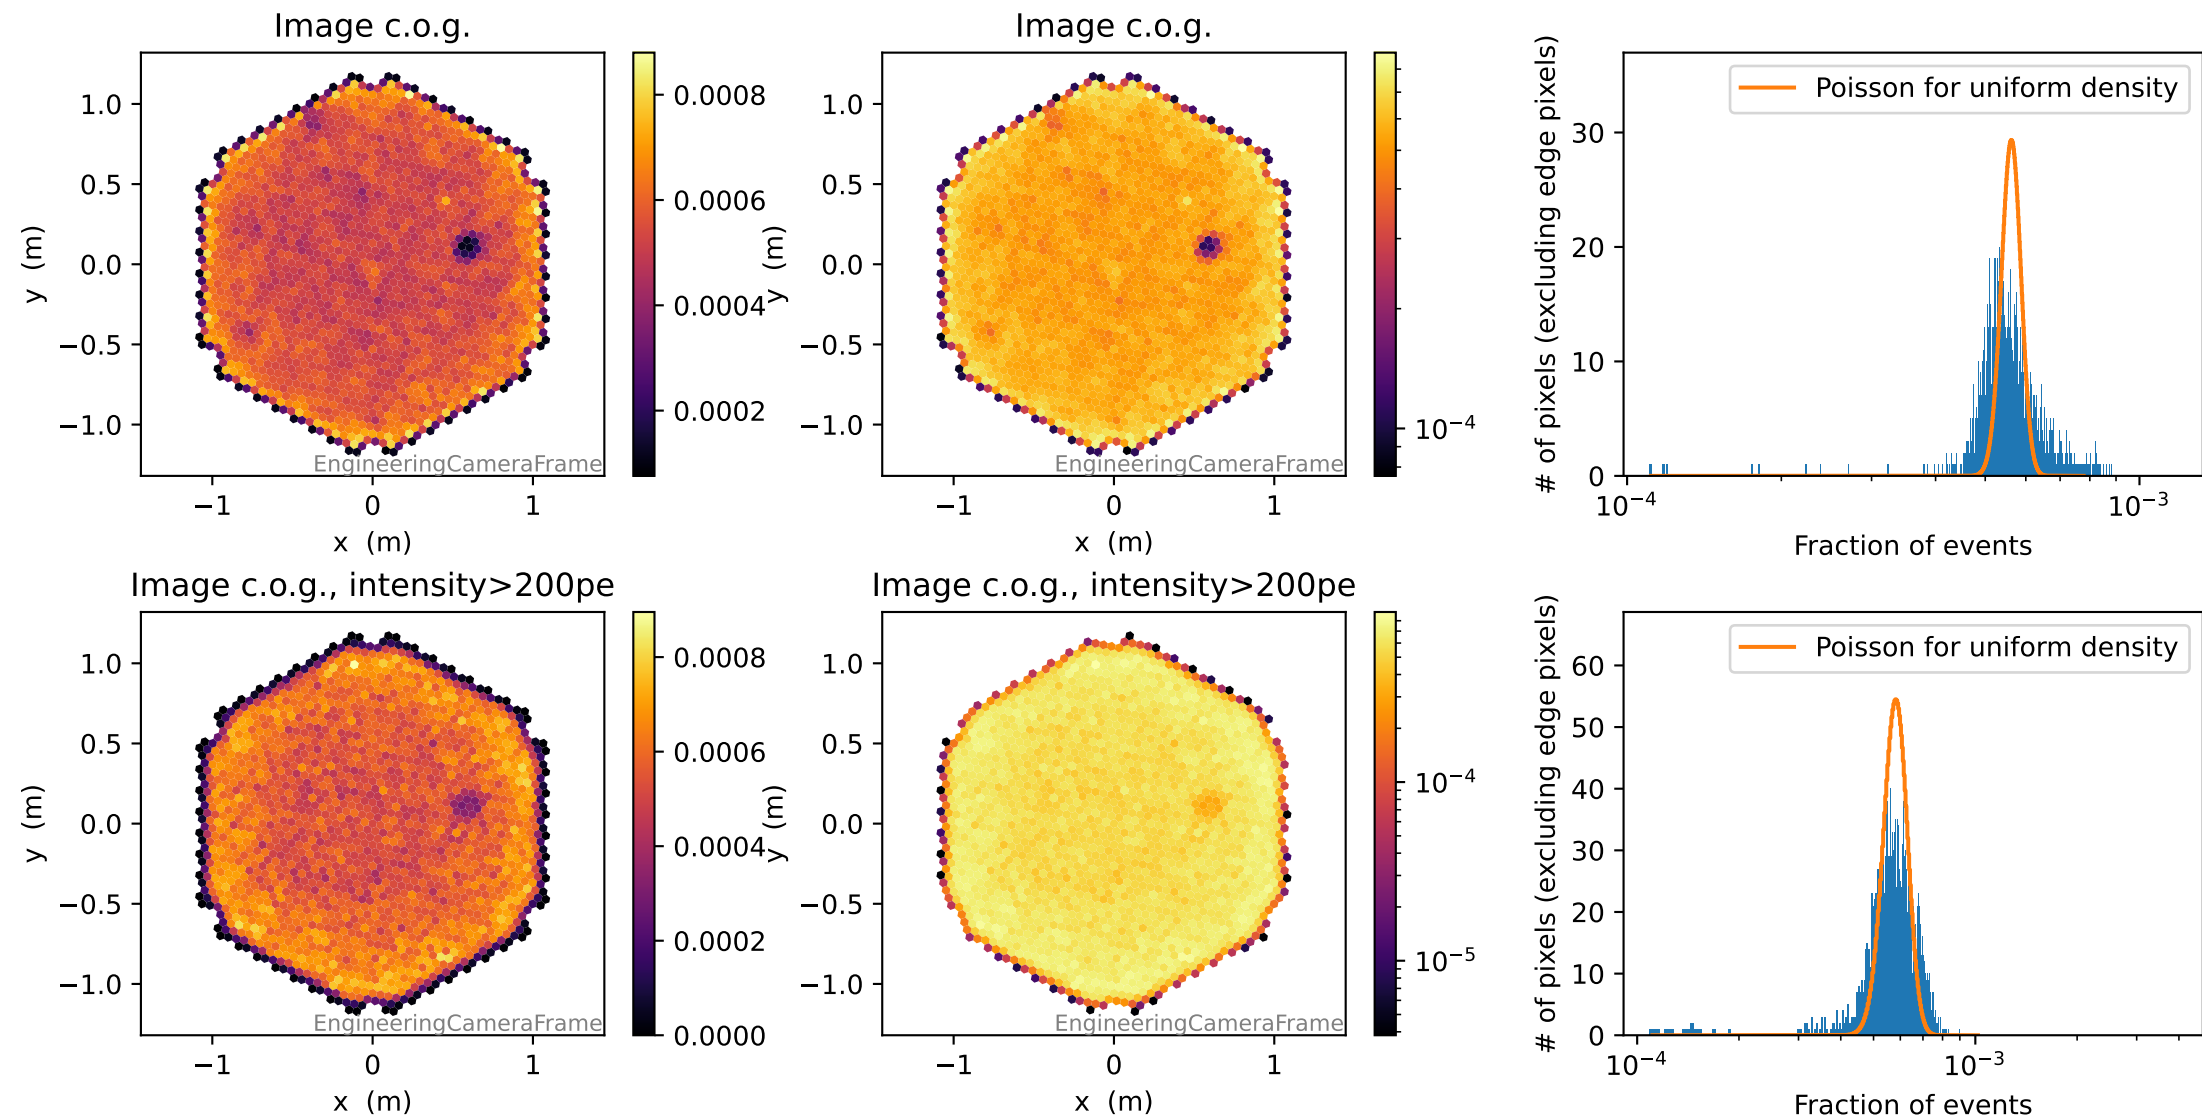 Image c.o.g.
1.0
0.5
0.0
−0.5
−1.0
y (m)
−1
0
1
x (m)
EngineeringCameraFrame
0.0008
0.0006
0.0004
0.0002
Image c.o.g.
1.0
0.5
0.0
−0.5
−1.0
y (m)
−1
0
1
x (m)
EngineeringCameraFrame
10⁻⁴
Poisson for uniform density
# of pixels (excluding edge pixels)
30
20
10
0
10⁻⁴
10⁻³
Fraction of events
Image c.o.g., intensity>200pe
1.0
0.5
0.0
−0.5
−1.0
y (m)
−1
0
1
x (m)
EngineeringCameraFrame
0.0008
0.0006
0.0004
0.0002
0.0000
Image c.o.g., intensity>200pe
1.0
0.5
0.0
−0.5
−1.0
y (m)
−1
0
1
x (m)
EngineeringCameraFrame
10⁻⁴
10⁻⁵
Poisson for uniform density
# of pixels (excluding edge pixels)
60
50
40
30
20
10
0
10⁻⁴
10⁻³
Fraction of events